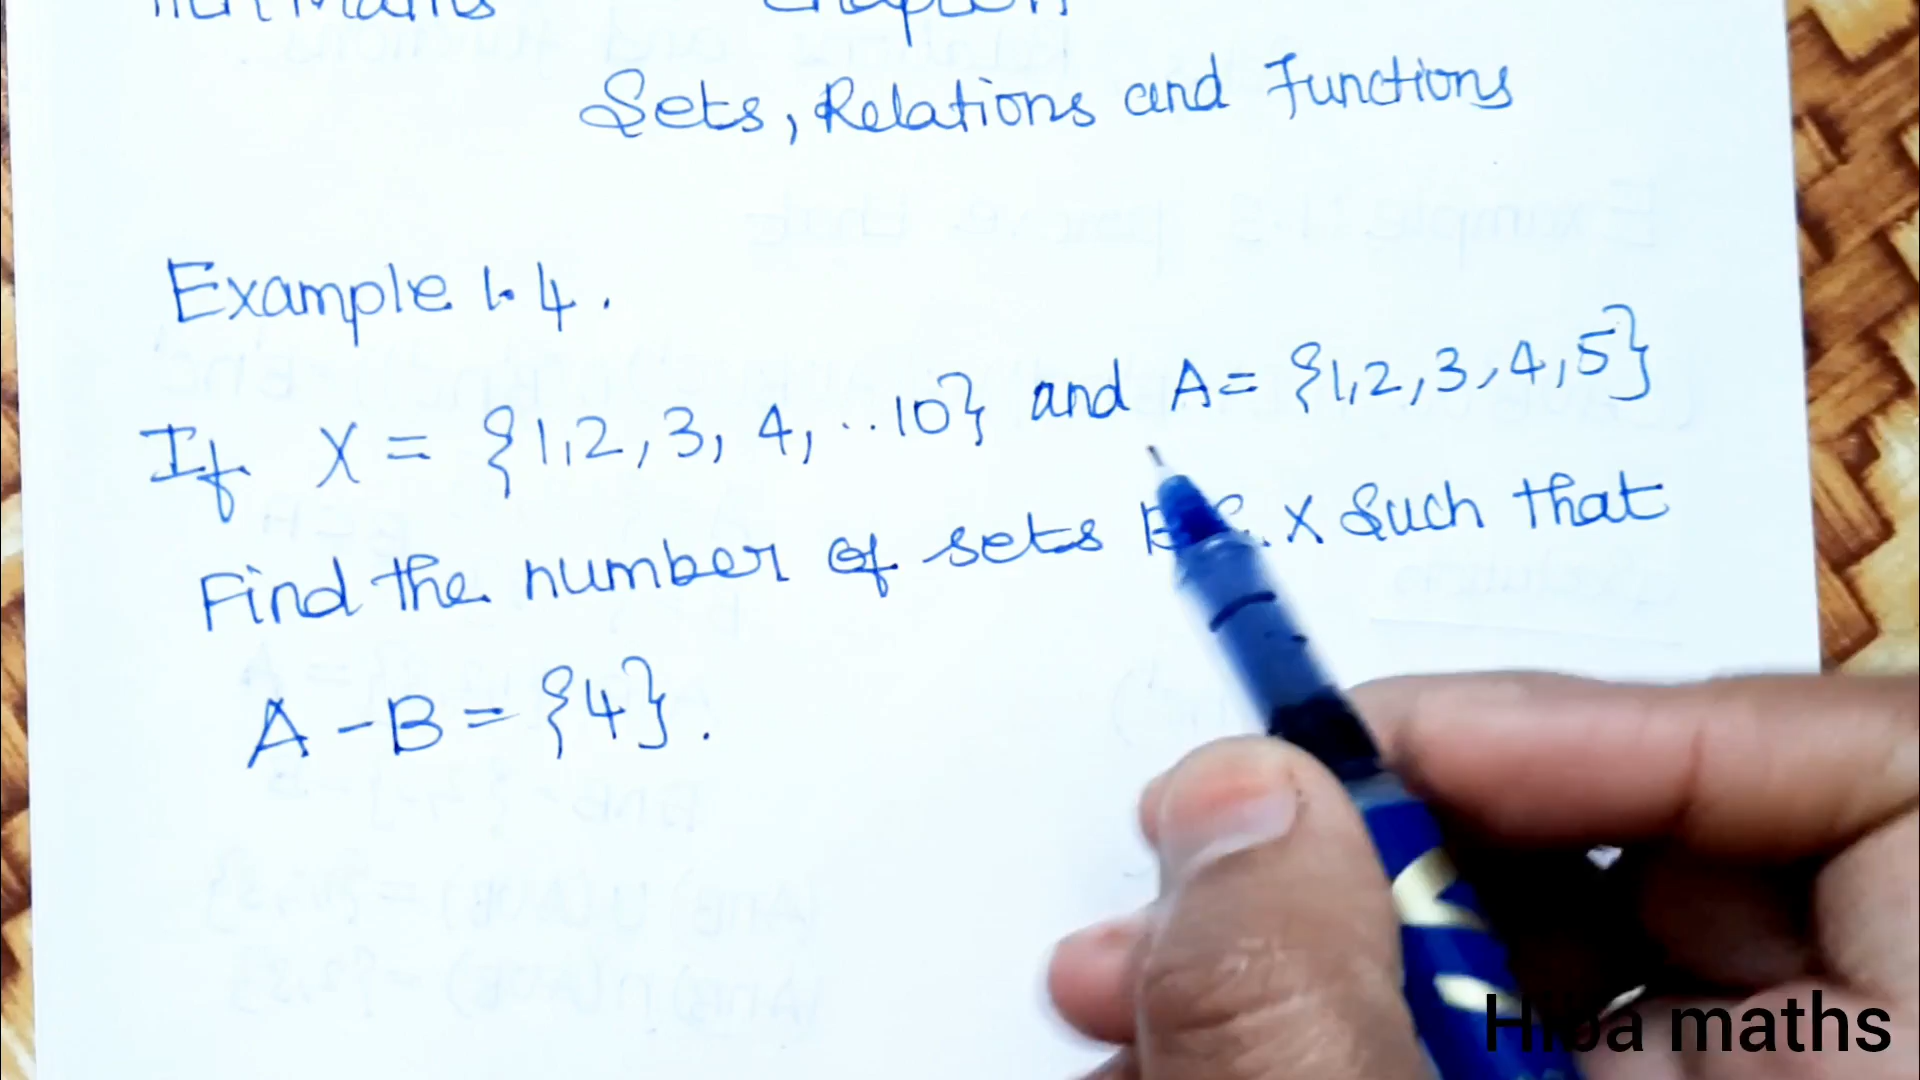 Maths
Sets, Relations and Functions
Example 1.4.
If X = {1,2,3,4,..10} and A = {1,2,3,4,5}
Find the number of sets X such that
A - B = {4}.
Hiba maths